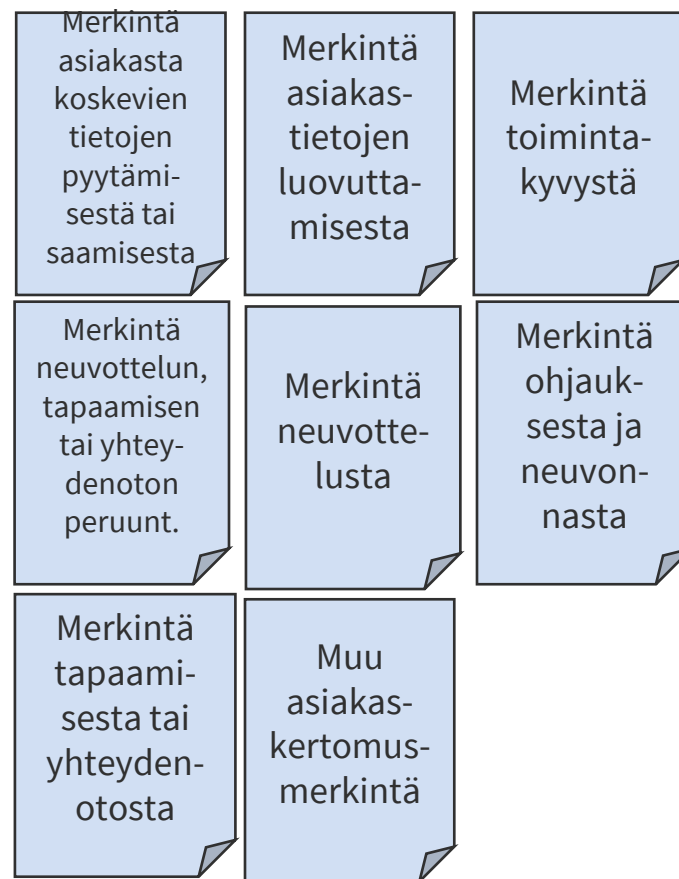 Merkintä
asiakasta
koskevien
tietojen
pyytämi-
sestä tai
saamisesta
Merkintä
asiakas-
tietojen
luovutta-
misesta
Merkintä
toiminta-
kyvystä
Merkintä
neuvottelun,
tapaamisen
tai yhtey-
denoton
peruunt.
Merkintä
neuvotte-
lusta
Merkintä
ohjauk-
sesta ja
neuvon-
nasta
Merkintä
tapaami-
sesta tai
yhteyden-
otosta
Muu
asiakas-
kertomus-
merkintä